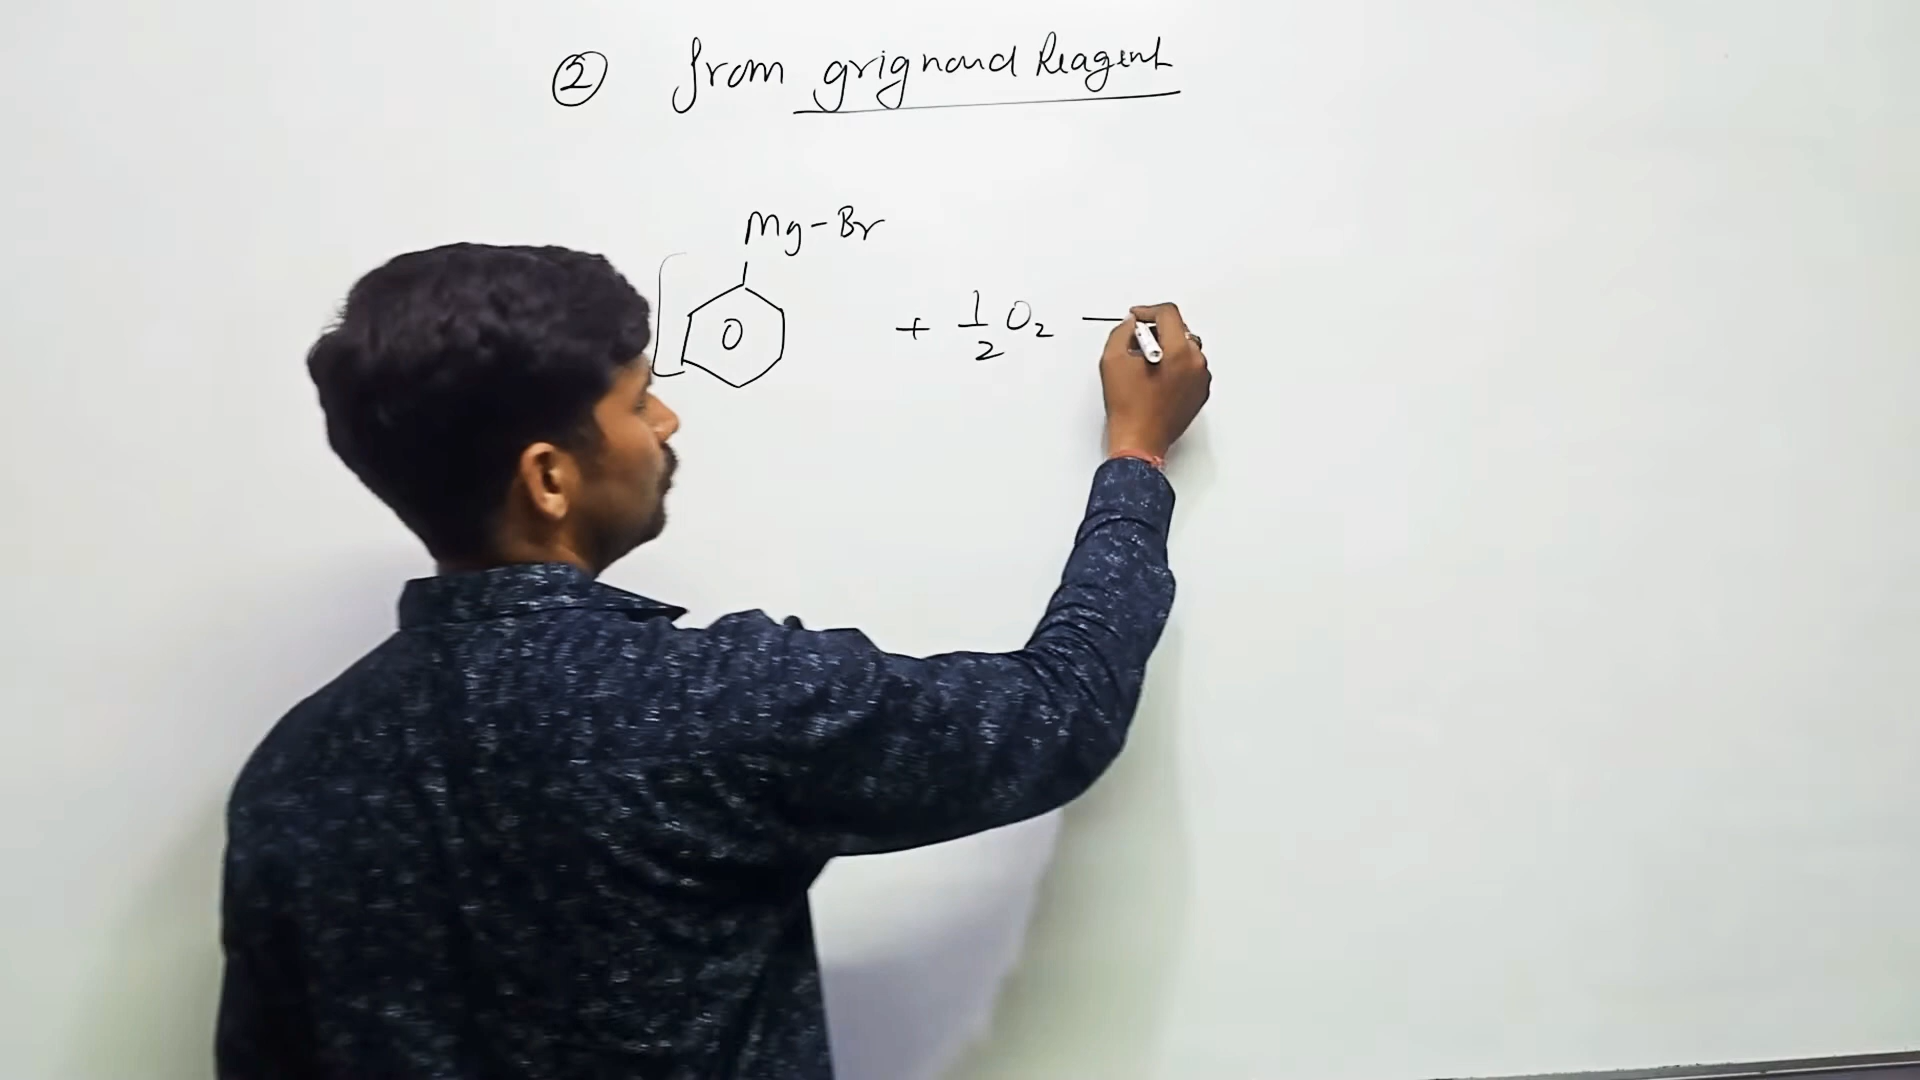 ② from grignard Reagent
Mg-Br
[ O + 1/2 O₂ —